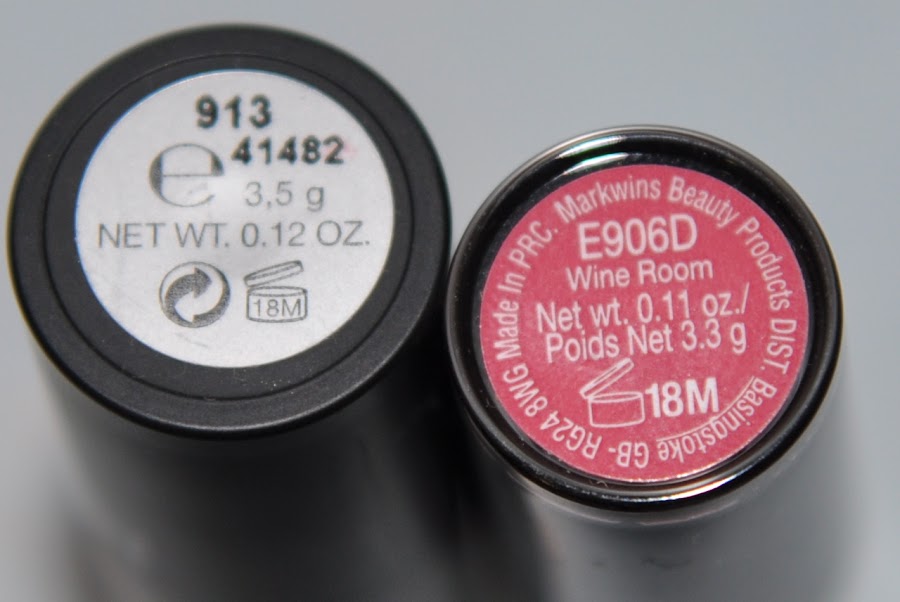 913
41482
e
3,5 g
NET WT. 0.12 OZ.
18M
Made In PRC. Markwins Beauty Products DIST. Basingstoke GB- RG24 8WG
E906D
Wine Room
Net wt. 0.11 oz./
Poids Net 3.3 g
18M